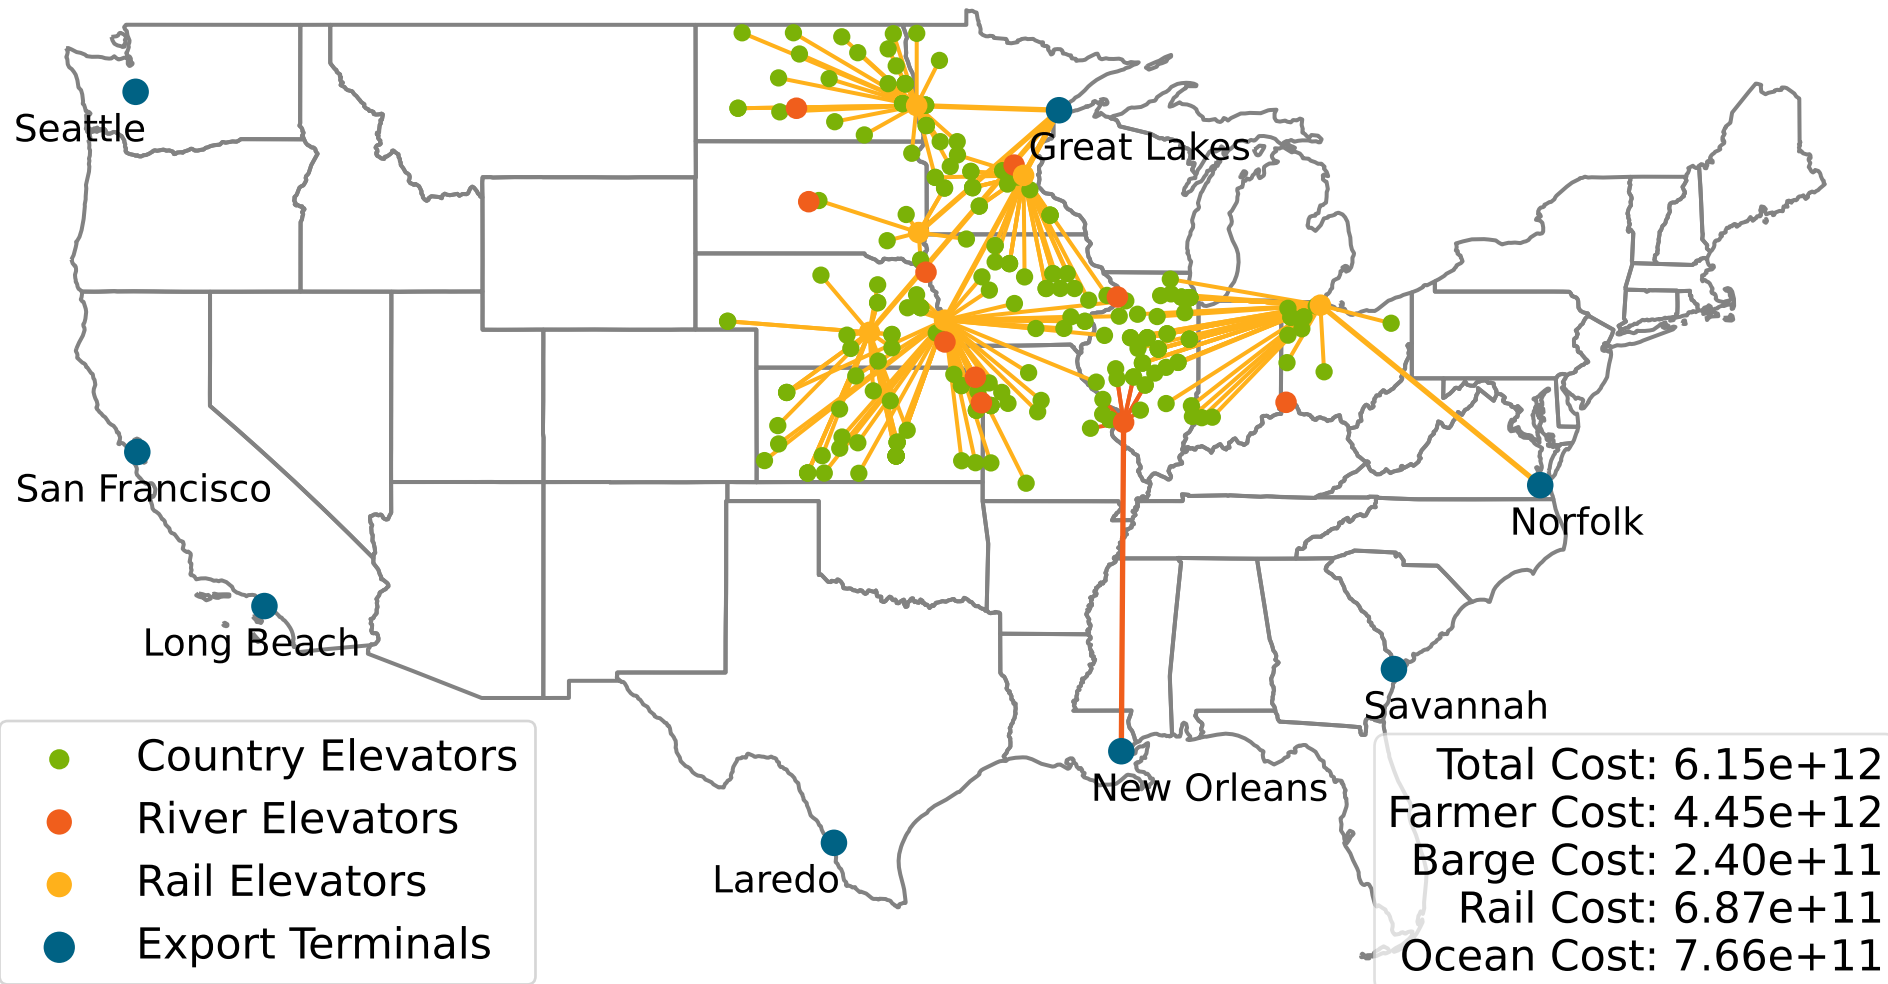 Seattle
Great Lakes
San Francisco
Norfolk
Long Beach
Savannah
New Orleans
Laredo
Country Elevators
River Elevators
Rail Elevators
Export Terminals
Total Cost: 6.15e+12
Farmer Cost: 4.45e+12
Barge Cost: 2.40e+11
Rail Cost: 6.87e+11
Ocean Cost: 7.66e+11